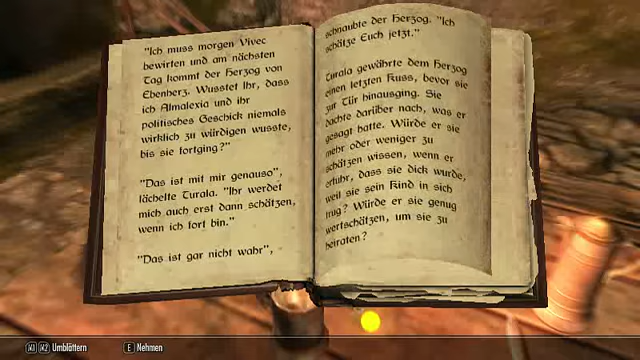 "Ich muss morgen Vivec
bewirten und am nächsten
Tag kommt der Herzog von
Ebenherz. Wusstet Ihr, dass
ich Almalexia und ihr
politisches Geschick niemals
wirklich zu würdigen wusste,
bis sie fortging?"
"Das ist mit mir genauso",
lächelte Turala. "Ihr werdet
mich auch erst dann schätzen,
wenn ich fort bin."
"Das ist gar nicht wahr",
schnaubte der Herzog. "Ich
schätze Euch jetzt."
Turala gewährte dem Herzog
einen letzten Kuss, bevor sie
zur Tür hinausging. Sie
dachte darüber nach, was er
gesagt hatte. Würde er sie
mehr oder weniger zu
schätzen wissen, wenn er
erfuhr, dass sie dick wurde,
weil sie sein Kind in sich
trug? Würde er sie genug
wertschätzen, um sie zu
heiraten?
M1 M2 Umblättern E Nehmen